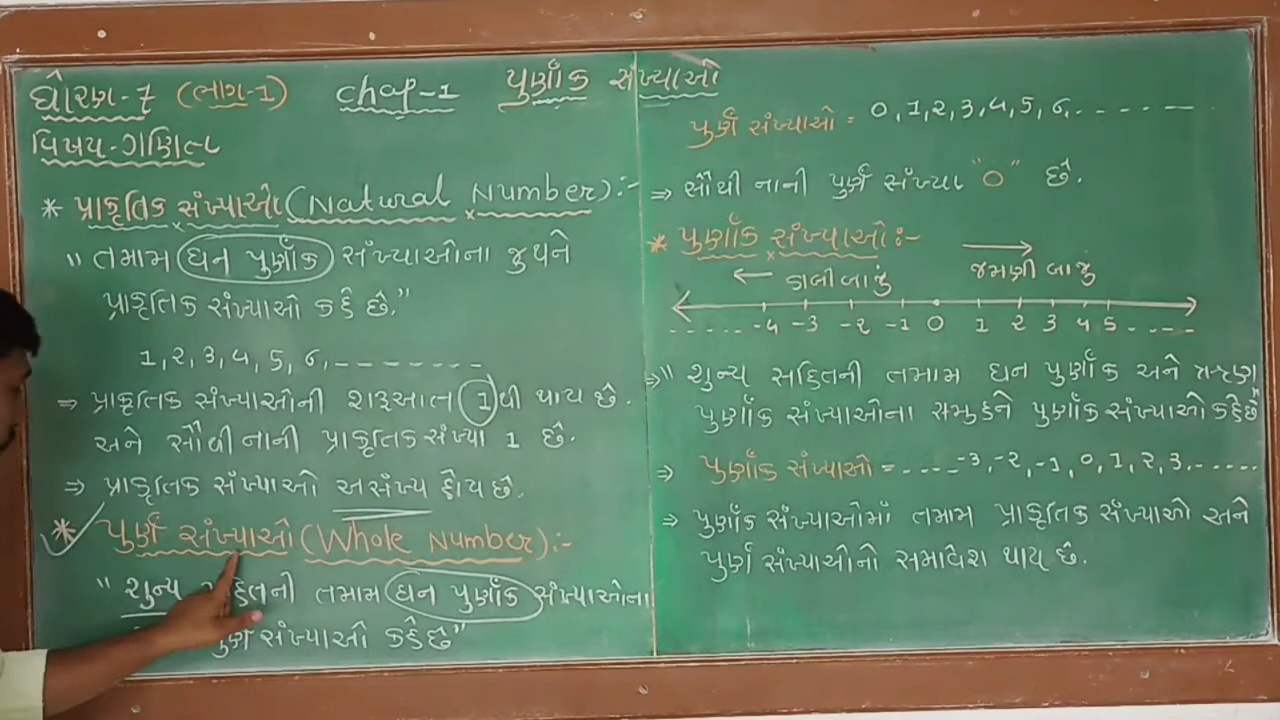 ધોરણ-7 (ભાગ-1) chap-1 પુર્ણાંક સંખ્યાઓ
વિષય-ગણિત
* પ્રાકૃતિક સંખ્યાઓ (Natural Number):-
"તમામ ધન પુર્ણાંક સંખ્યાઓના જુથને
પ્રાકૃતિક સંખ્યાઓ કહે છે."
1, 2, 3, 4, 5, 6, --------
⇒ પ્રાકૃતિક સંખ્યાઓની શરૂઆત 1 થી થાય છે.
અને સૌથી નાની પ્રાકૃતિક સંખ્યા 1 છે.
⇒ પ્રાકૃતિક સંખ્યાઓ અસંખ્ય હોય છે.
* પુર્ણ સંખ્યાઓ (Whole Number):-
"શુન્ય સહિતની તમામ ધન પુર્ણાંક સંખ્યાઓના
પુર્ણ સંખ્યાઓ કહે છે"
પુર્ણ સંખ્યાઓ = 0, 1, 2, 3, 4, 5, 6, .------
⇒ સૌથી નાની પુર્ણ સંખ્યા "0" છે.
* પુર્ણાંક સંખ્યાઓ:-
← ડાબી બાજુ → જમણી બાજુ
...... -4 -3 -2 -1 0 1 2 3 4 5 ......
⇒ "શુન્ય સહિતની તમામ ધન પુર્ણાંક અને ઋણ
પુર્ણાંક સંખ્યાઓના સમુહને પુર્ણાંક સંખ્યાઓ કહે છે"
⇒ પુર્ણાંક સંખ્યાઓ = .....-3, -2, -1, 0, 1, 2, 3.......
⇒ પુર્ણાંક સંખ્યાઓમાં તમામ પ્રાકૃતિક સંખ્યાઓ અને
પુર્ણ સંખ્યાઓનો સમાવેશ થાય છે.